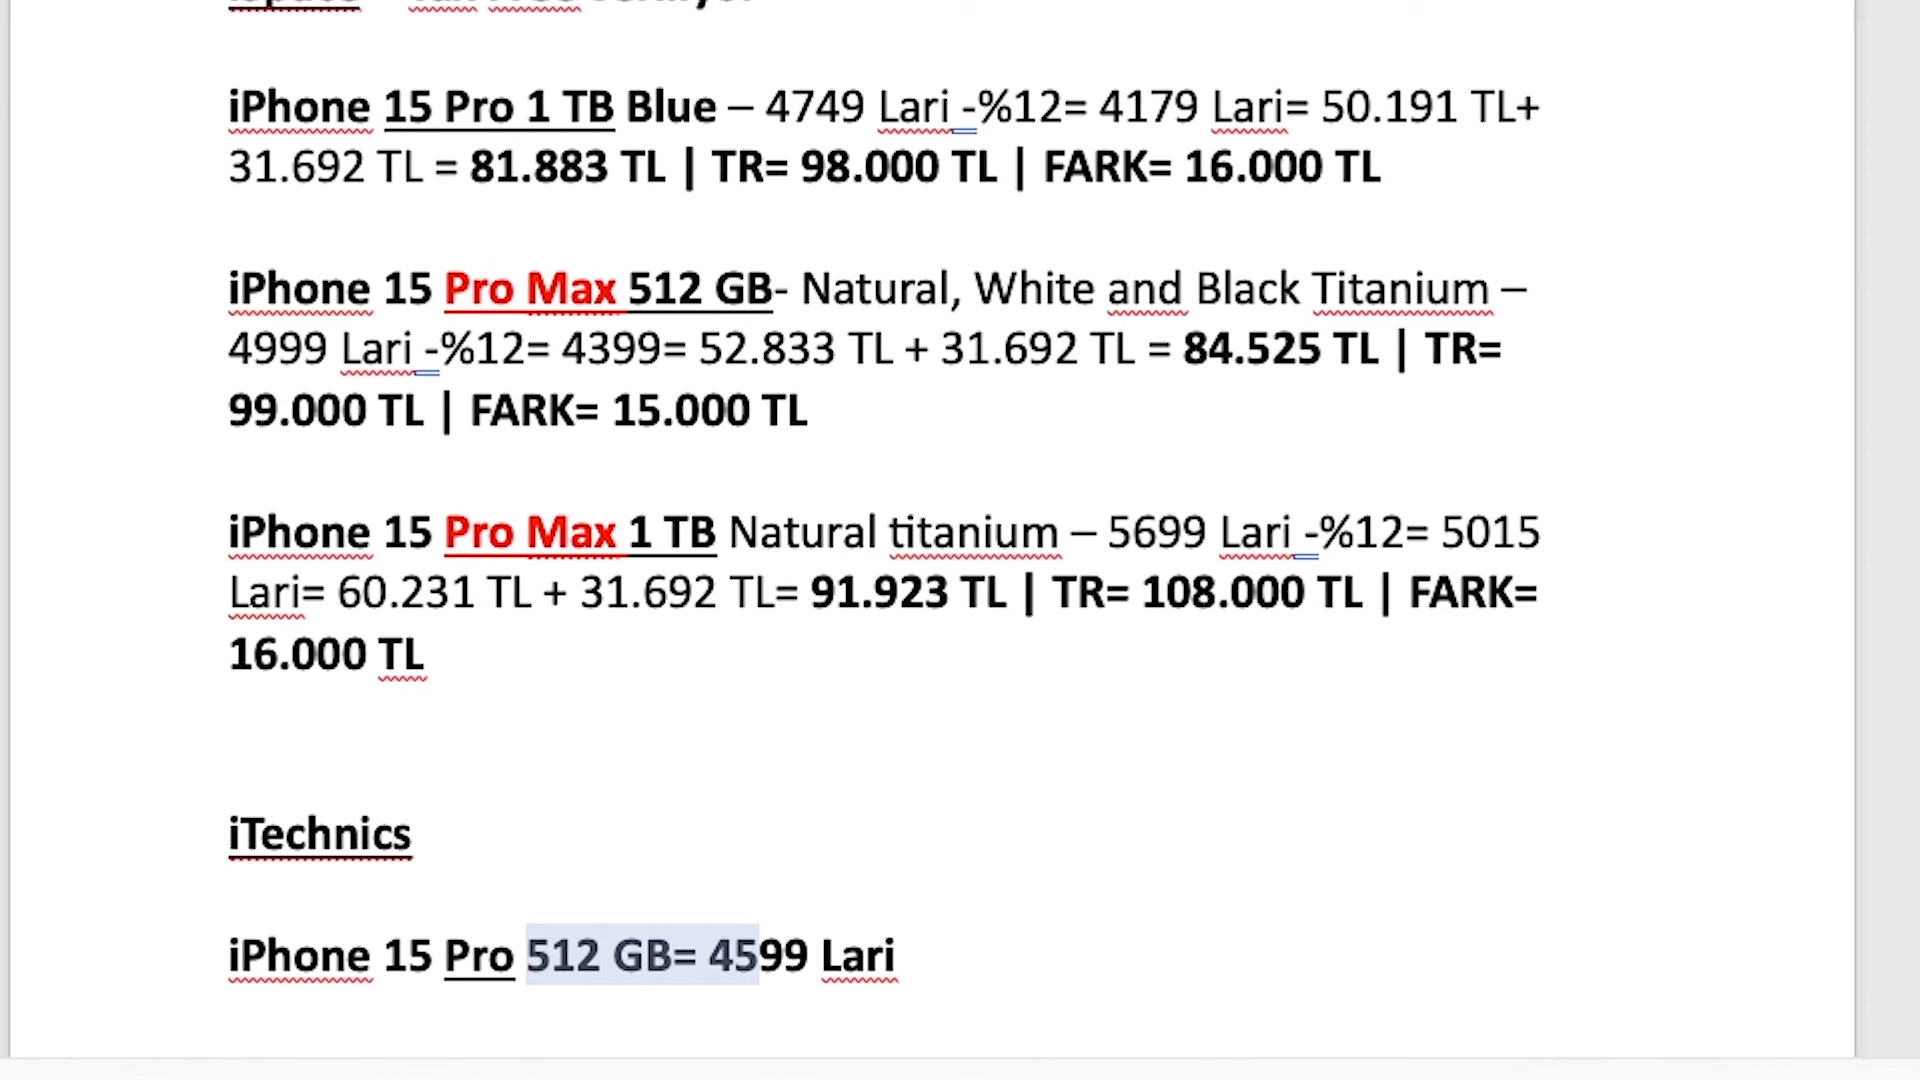 iPhone 15 Pro 1 TB Blue – 4749 Lari -%12= 4179 Lari= 50.191 TL+
31.692 TL = 81.883 TL | TR= 98.000 TL | FARK= 16.000 TL
iPhone 15 Pro Max 512 GB- Natural, White and Black Titanium –
4999 Lari -%12= 4399= 52.833 TL + 31.692 TL = 84.525 TL | TR=
99.000 TL | FARK= 15.000 TL
iPhone 15 Pro Max 1 TB Natural titanium – 5699 Lari -%12= 5015
Lari= 60.231 TL + 31.692 TL= 91.923 TL | TR= 108.000 TL | FARK=
16.000 TL
iTechnics
iPhone 15 Pro 512 GB= 4599 Lari